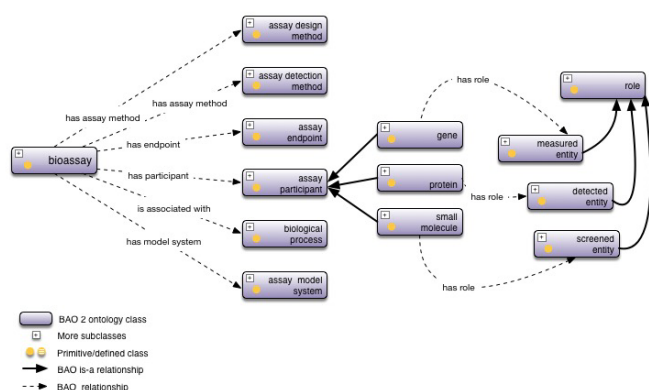 assay design
method
assay detection
method
has assay method
has assay method
has role
role
assay
endpoint
gene
has endpoint
measured
entity
bioassay
has participant
assay
participant
protein
has role
detected
entity
is associated with
small
molecule
biological
process
has model system
screened
entity
assay model
system
has role
BAO 2 ontology class
More subclasses
Primitive/defined class
BAO is-a relationship
BAO relationship